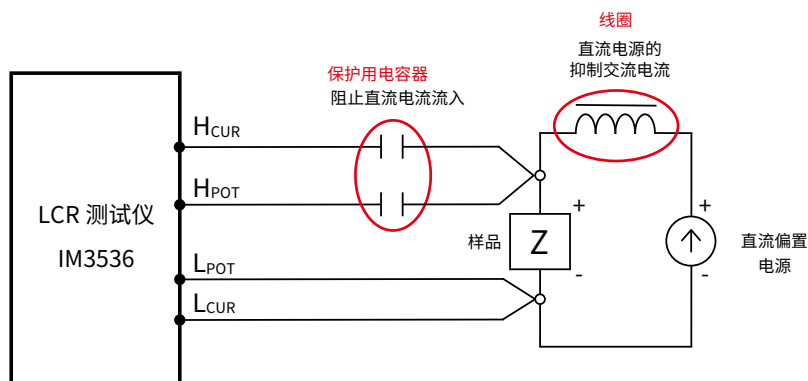 线圈
直流电源的
抑制交流电流
保护用电容器
阻止直流电流流入
HCUR
HPOT
LCR 测试仪
IM3536
LPOT
LCUR
样品
Z
+
-
+
-
直流偏置
电源